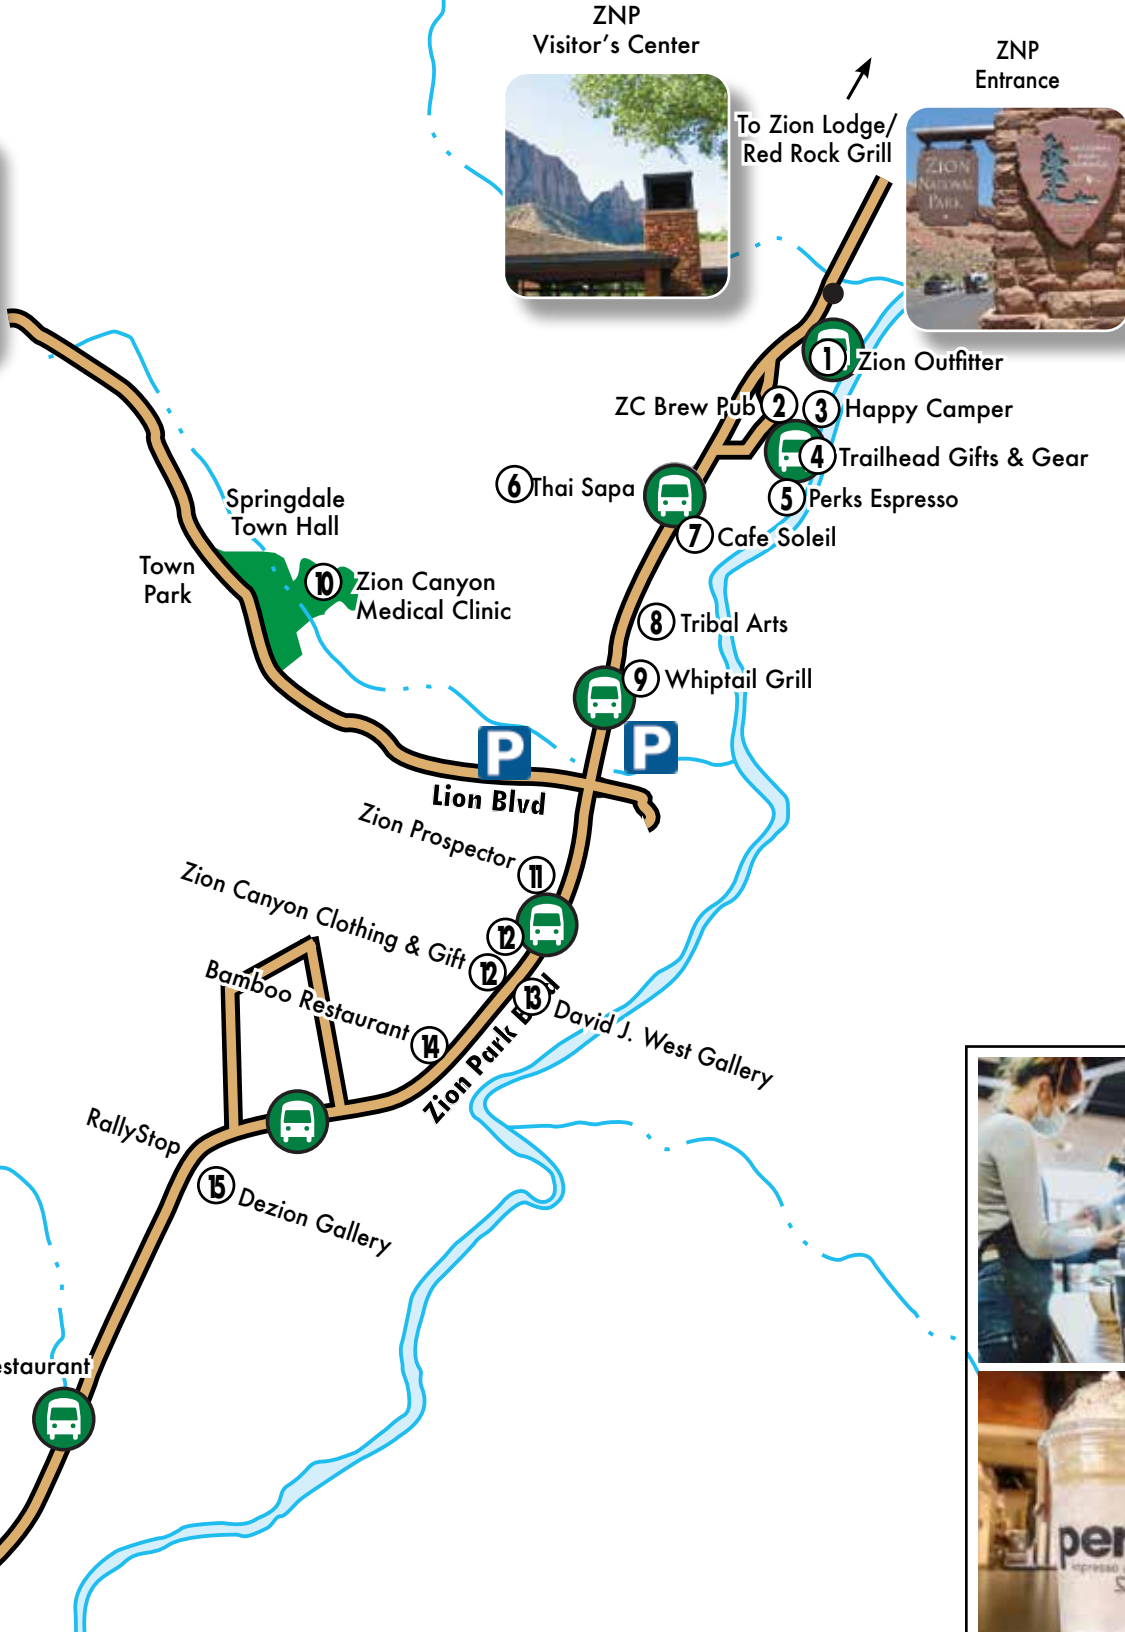 ZNP
Visitor's Center
ZNP
Entrance
To Zion Lodge/
Red Rock Grill
ZION
NATIONAL
PARK
1 Zion Outfitter
ZC Brew Pub 2
3 Happy Camper
4 Trailhead Gifts & Gear
5 Perks Espresso
6 Thai Sapa
7 Cafe Soleil
Springdale
Town Hall
Town
Park
10 Zion Canyon
Medical Clinic
8 Tribal Arts
9 Whiptail Grill
P
P
Lion Blvd
Zion Prospector 11
12
Zion Canyon Clothing & Gift 12
13 David J. West Gallery
Bamboo Restaurant 14
Zion Park
RallyStop
15 Dezion Gallery
estaurant
per
espresso